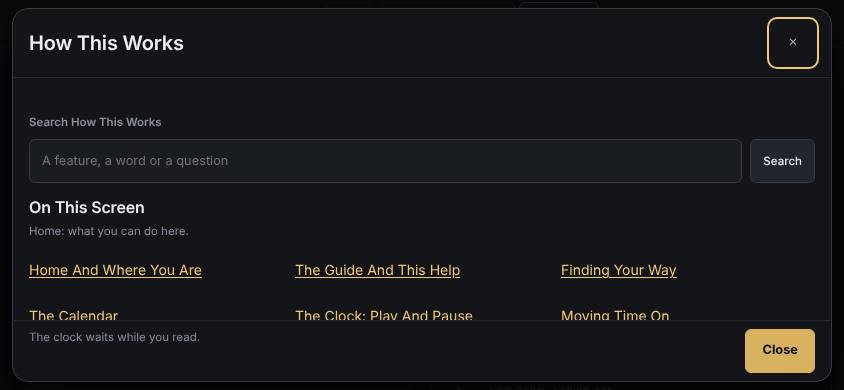 How This Works
×
Search How This Works
A feature, a word or a question
Search
On This Screen
Home: what you can do here.
Home And Where You Are
The Guide And This Help
Finding Your Way
The Calendar
The Clock: Play And Pause
Moving Time On
The clock waits while you read.
Close